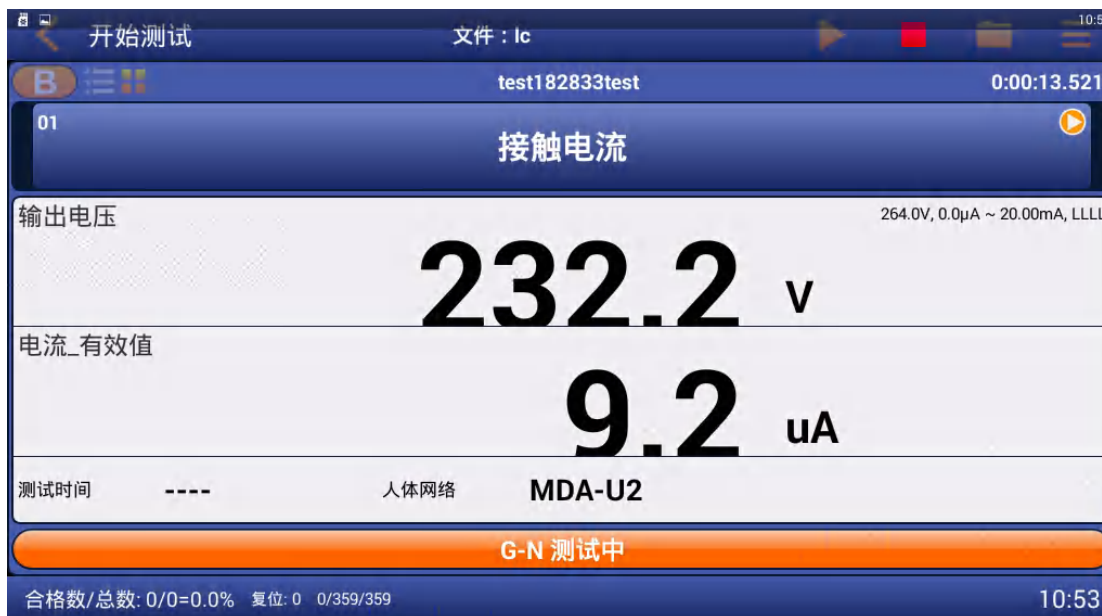 10:5
开始测试 文件：lc
B test182833test 0:00:13.521
01
接触电流
输出电压 264.0V, 0.0µA ~ 20.00mA, LLLL
232.2 V
电流_有效值
9.2 uA
测试时间 ---- 人体网络 MDA-U2
G-N 测试中
合格数/总数: 0/0=0.0% 复位: 0 0/359/359 10:53